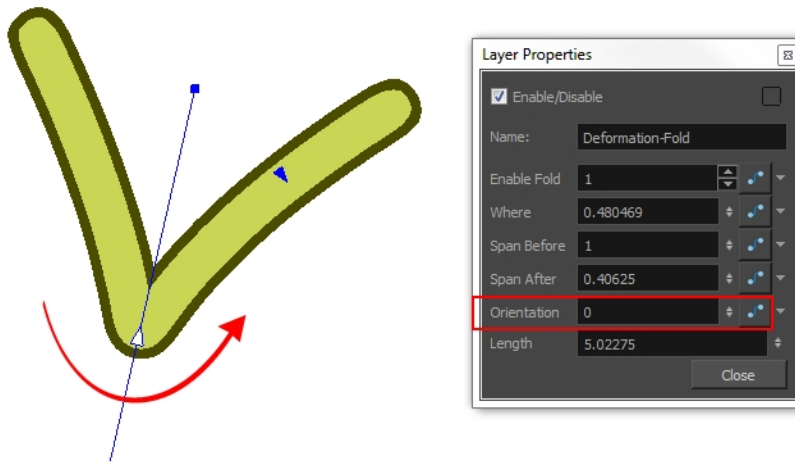 Layer Properties
Enable/Disable
Name: Deformation-Fold
Enable Fold 1
Where 0.480469
Span Before 1
Span After 0.40625
Orientation 0
Length 5.02275
Close